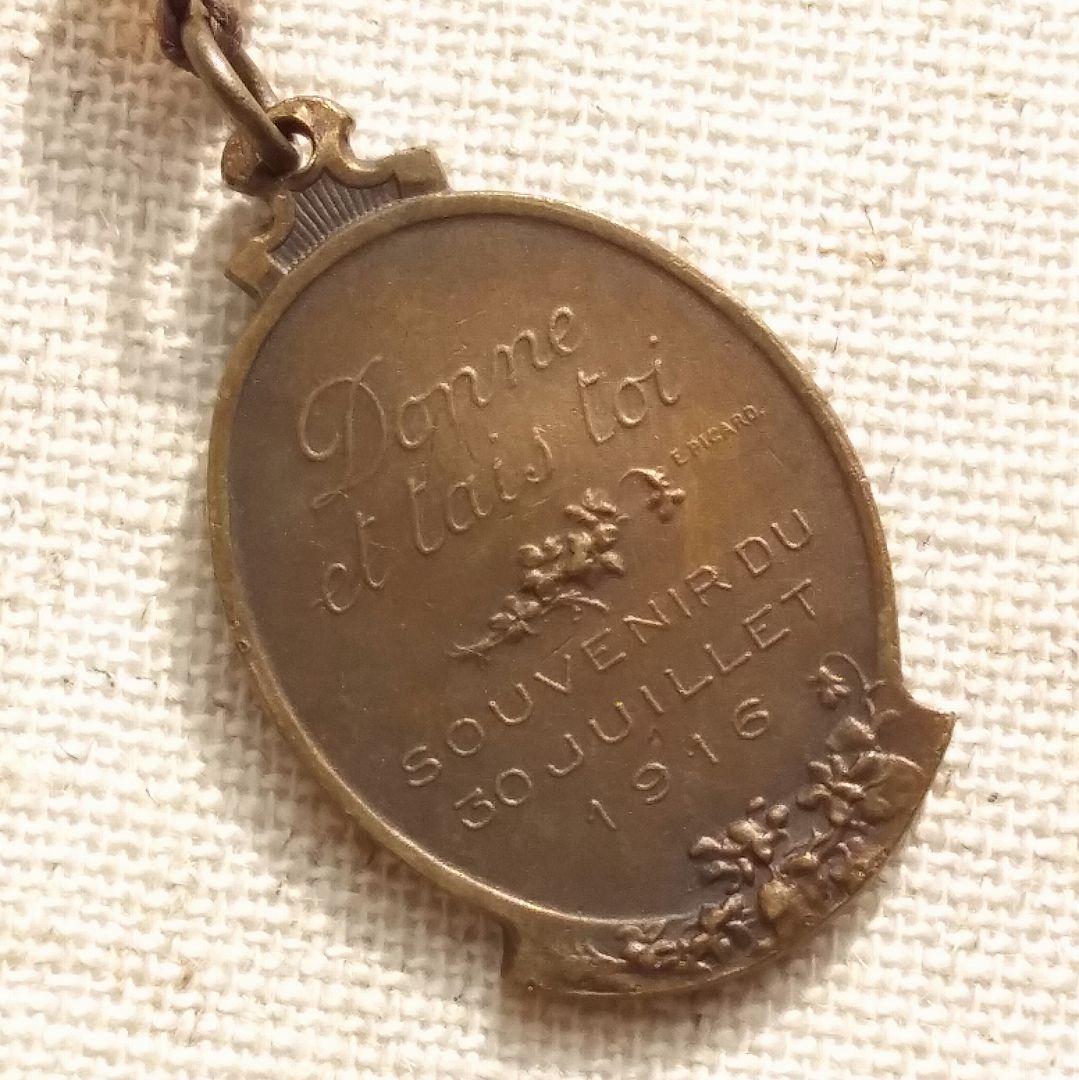 Donne
et tais toi
E. PICARD.
SOUVENIR DU
30 JUILLET
1916